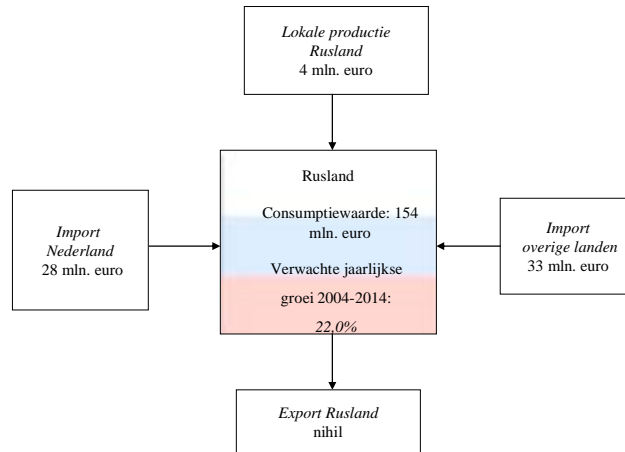 Lokale productie
Rusland
4 mln. euro
Rusland
Consumptiewaarde: 154
mln. euro
Verwachte jaarlijkse
groei 2004-2014:
22,0%
Import
Nederland
28 mln. euro
Import
overige landen
33 mln. euro
Export Rusland
nihil